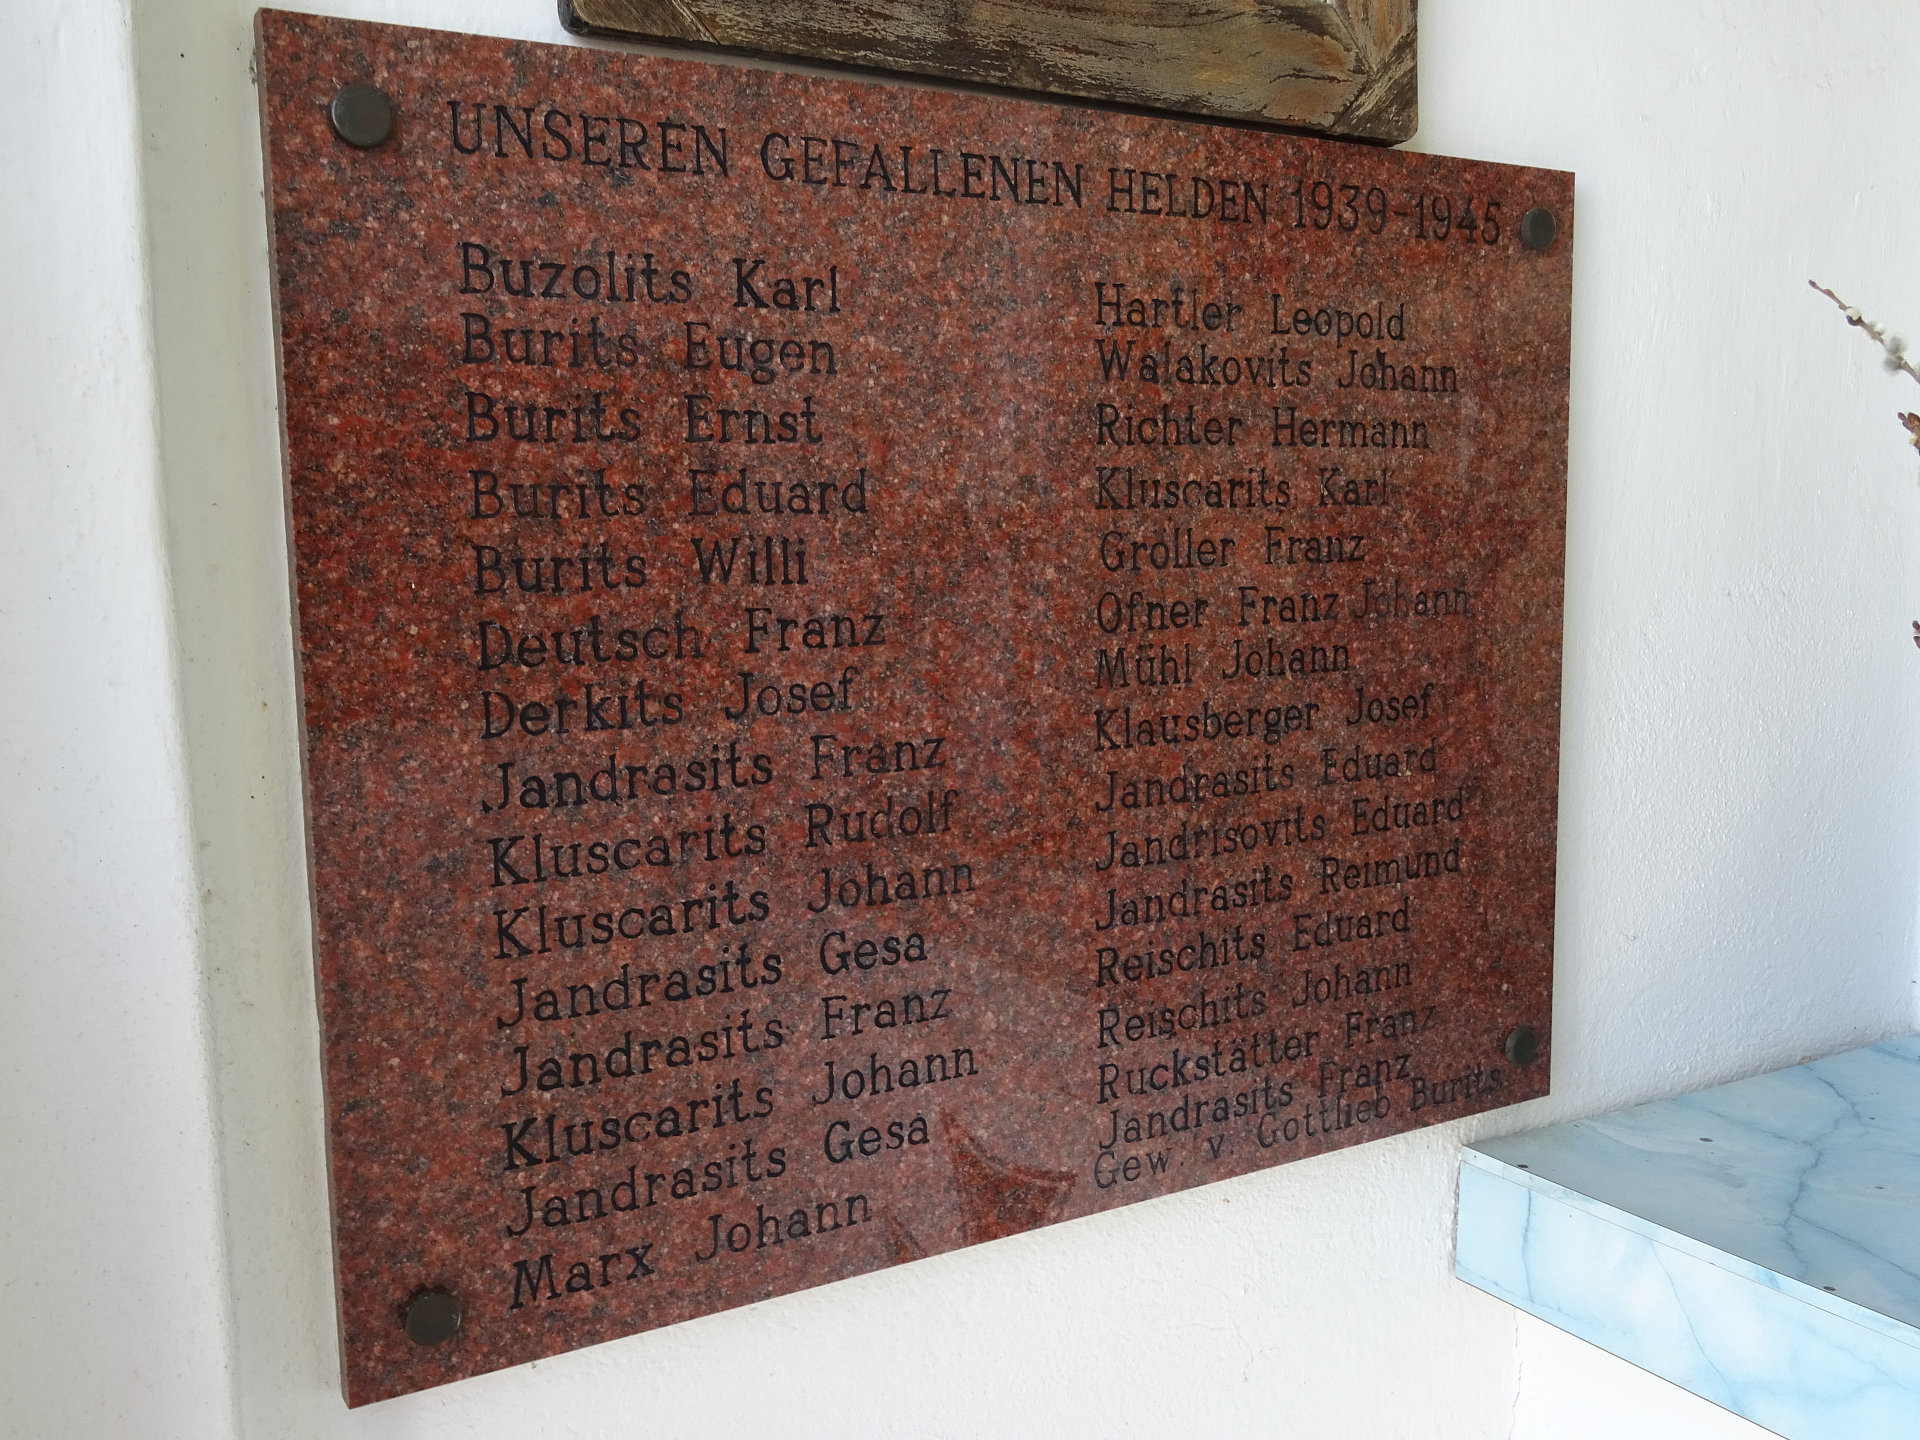 UNSEREN GEFALLENEN HELDEN 1939-1945
Buzolits Karl
Burits Eugen
Burits Ernst
Burits Eduard
Burits Willi
Deutsch Franz
Derkits Josef
Jandrasits Franz
Kluscarits Rudolf
Kluscarits Johann
Jandrasits Gesa
Jandrasits Franz
Kluscarits Johann
Jandrasits Gesa
Marx Johann
Hartler Leopold
Walakovits Johann
Richter Hermann
Kluscarits Karl
Gröller Franz
Ofner Franz Johann
Mühl Johann
Klausberger Josef
Jandrasits Eduard
Jandrisovits Eduard
Jandrasits Reimund
Reischits Eduard
Reischits Johann
Ruckstätter Franz
Jandrasits Franz
Gew. v. Gottlieb Burits